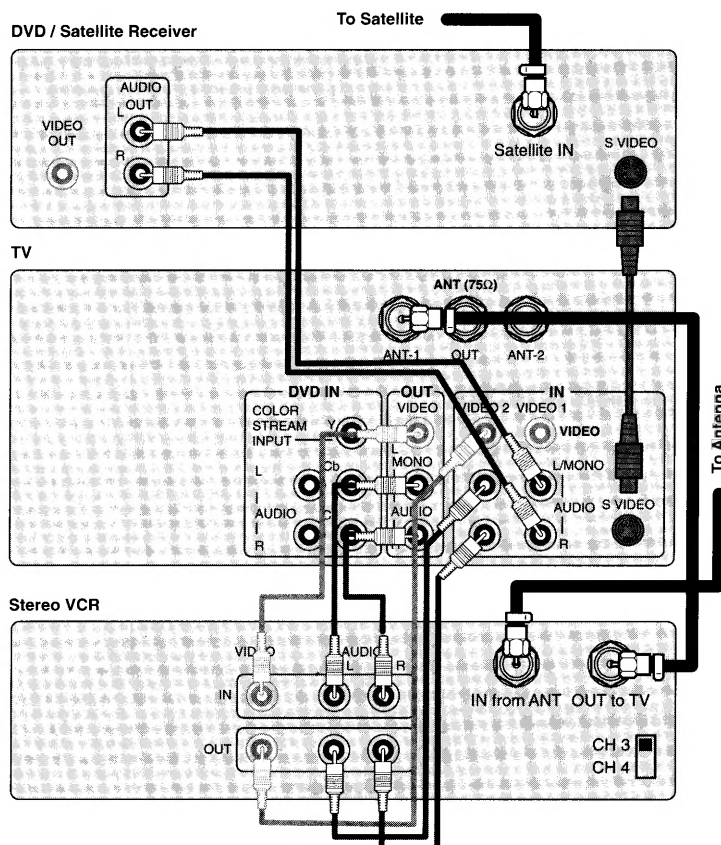 To Satellite
DVD / Satellite Receiver
AUDIO
OUT
L
R
VIDEO
OUT
Satellite IN
S VIDEO
TV
ANT (75Ω)
ANT-1
OUT
ANT-2
To Antenna
DVD IN
OUT
IN
COLOR
STREAM
INPUT
Y
VIDEO
VIDEO 2
VIDEO 1
VIDEO
L
Cb
L
MONO
L/MONO
AUDIO
AUDIO
AUDIO
S VIDEO
R
R
Stereo VCR
VIDEO
AUDIO
L
R
IN
IN from ANT
OUT to TV
OUT
CH 3
CH 4